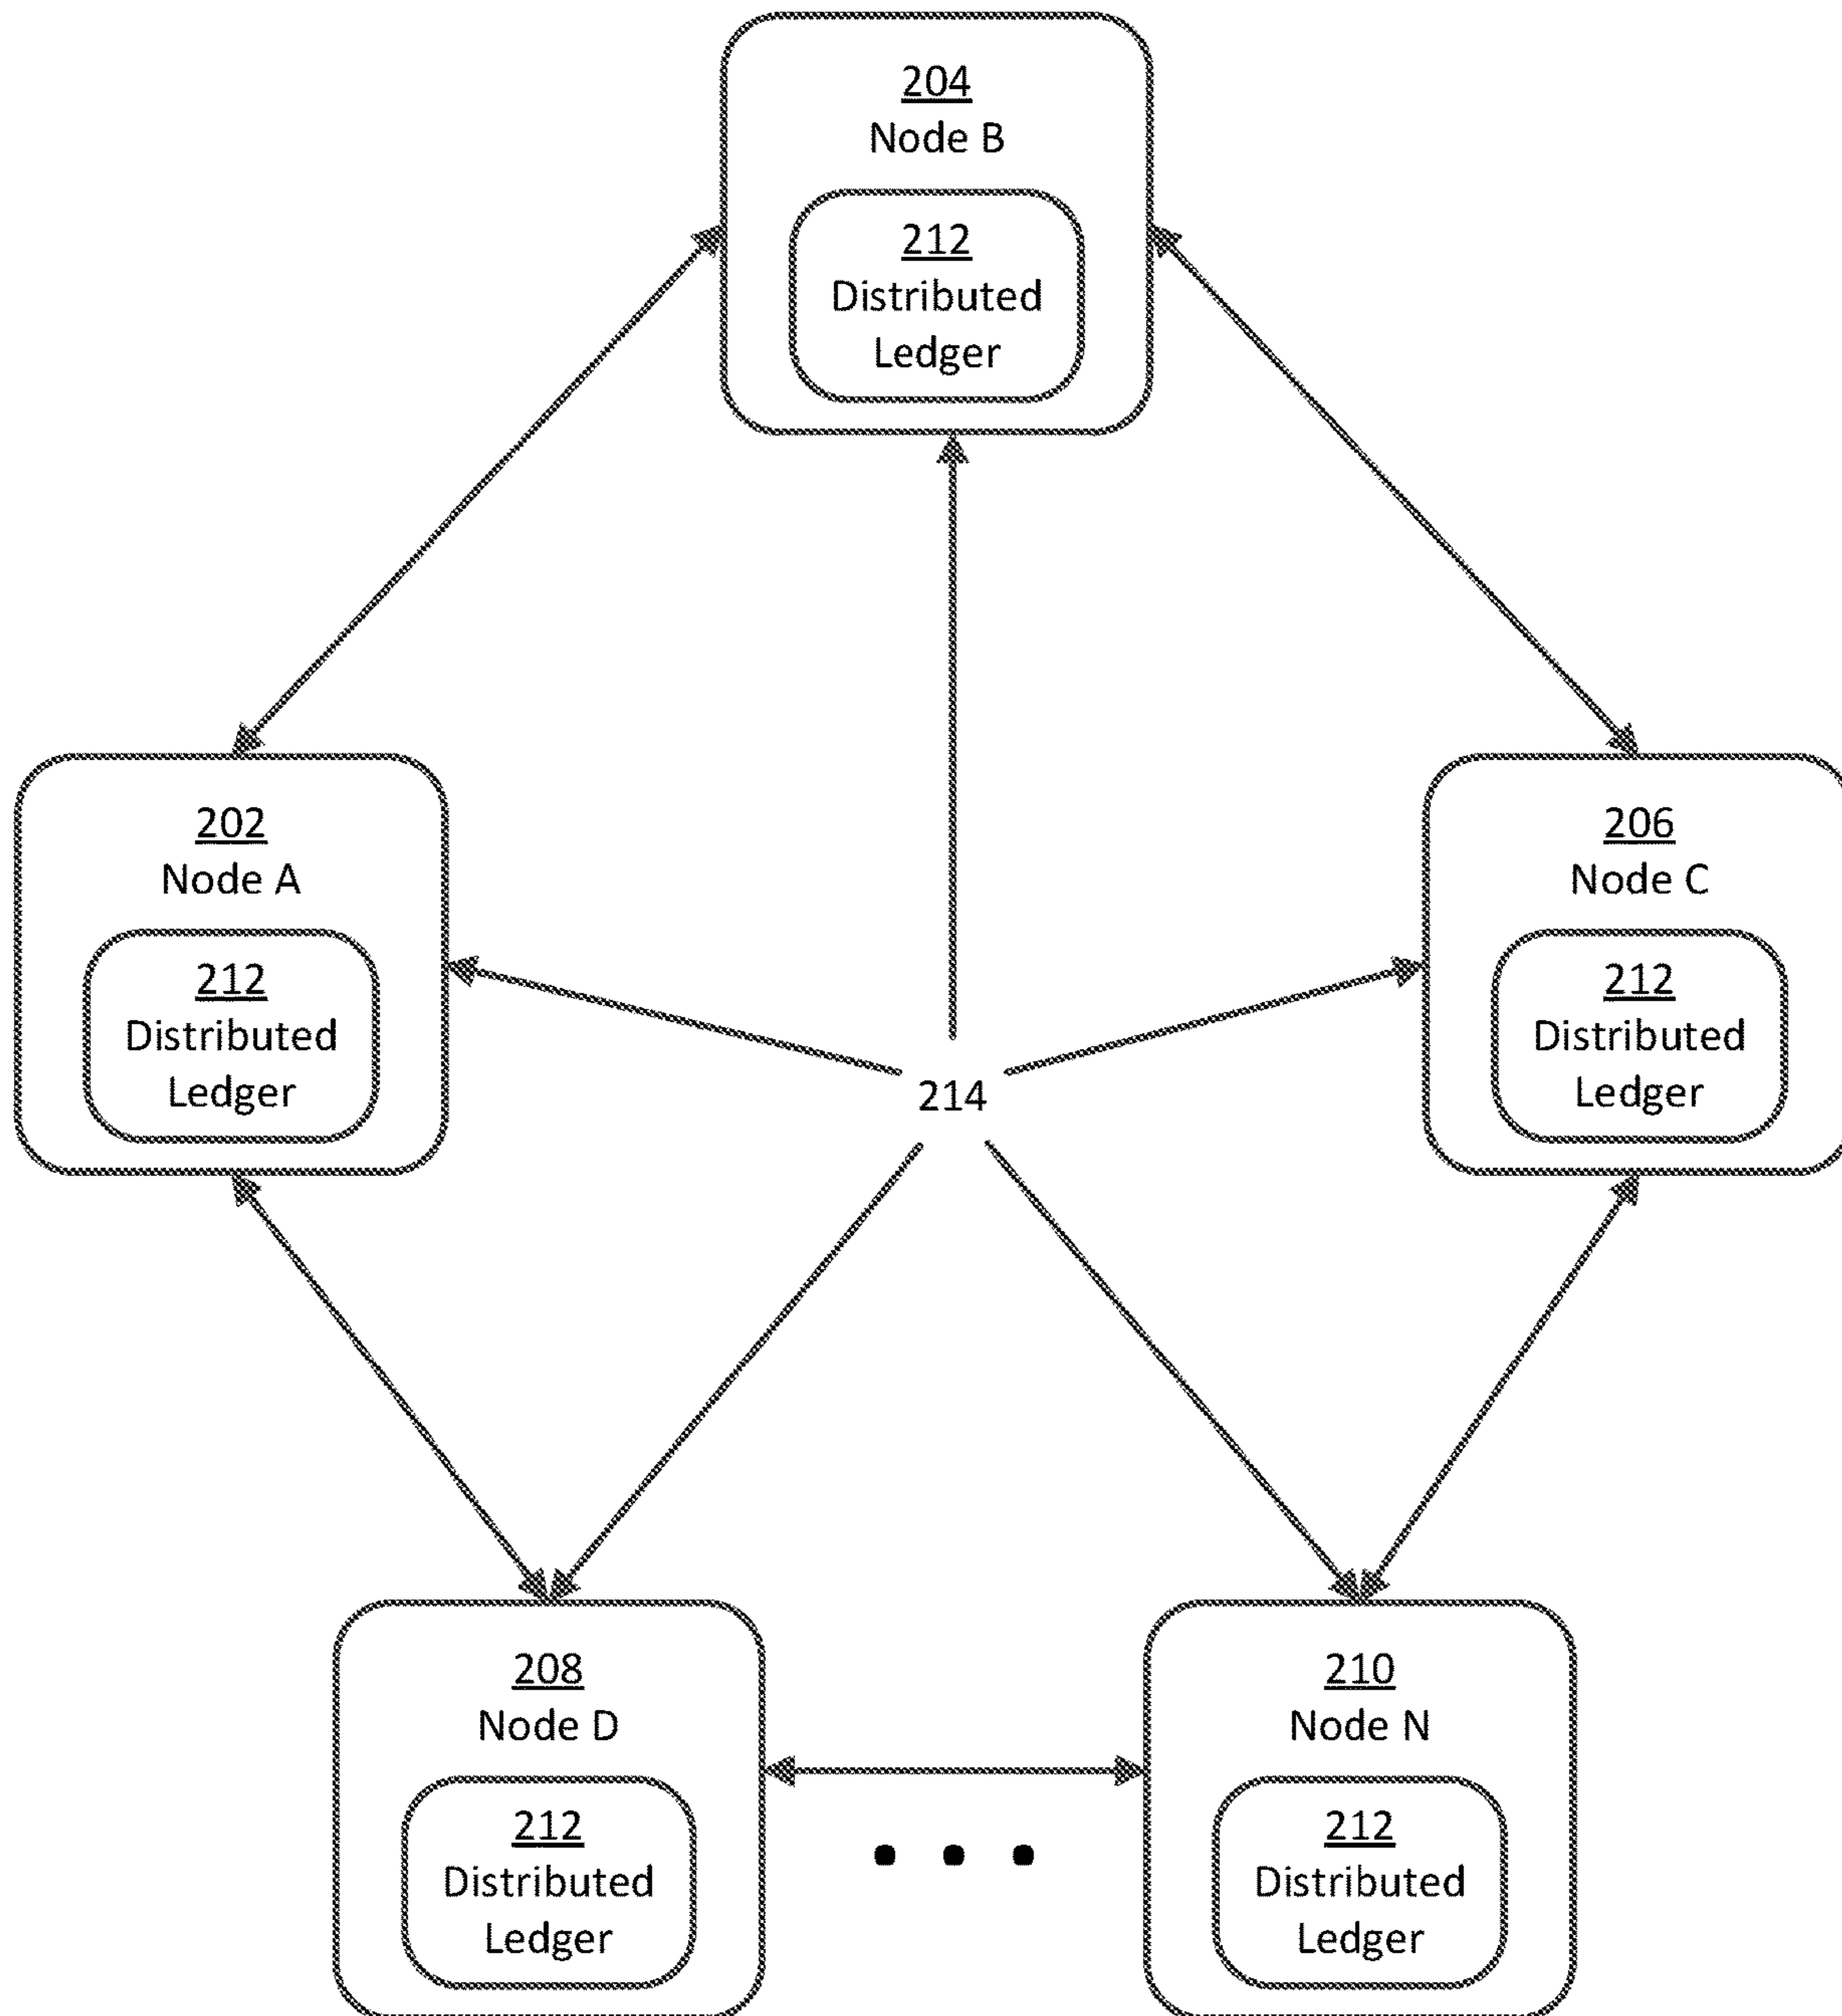 204
Node B
212
Distributed
Ledger
202
Node A
212
Distributed
Ledger
206
Node C
212
Distributed
Ledger
214
208
Node D
212
Distributed
Ledger
210
Node N
212
Distributed
Ledger